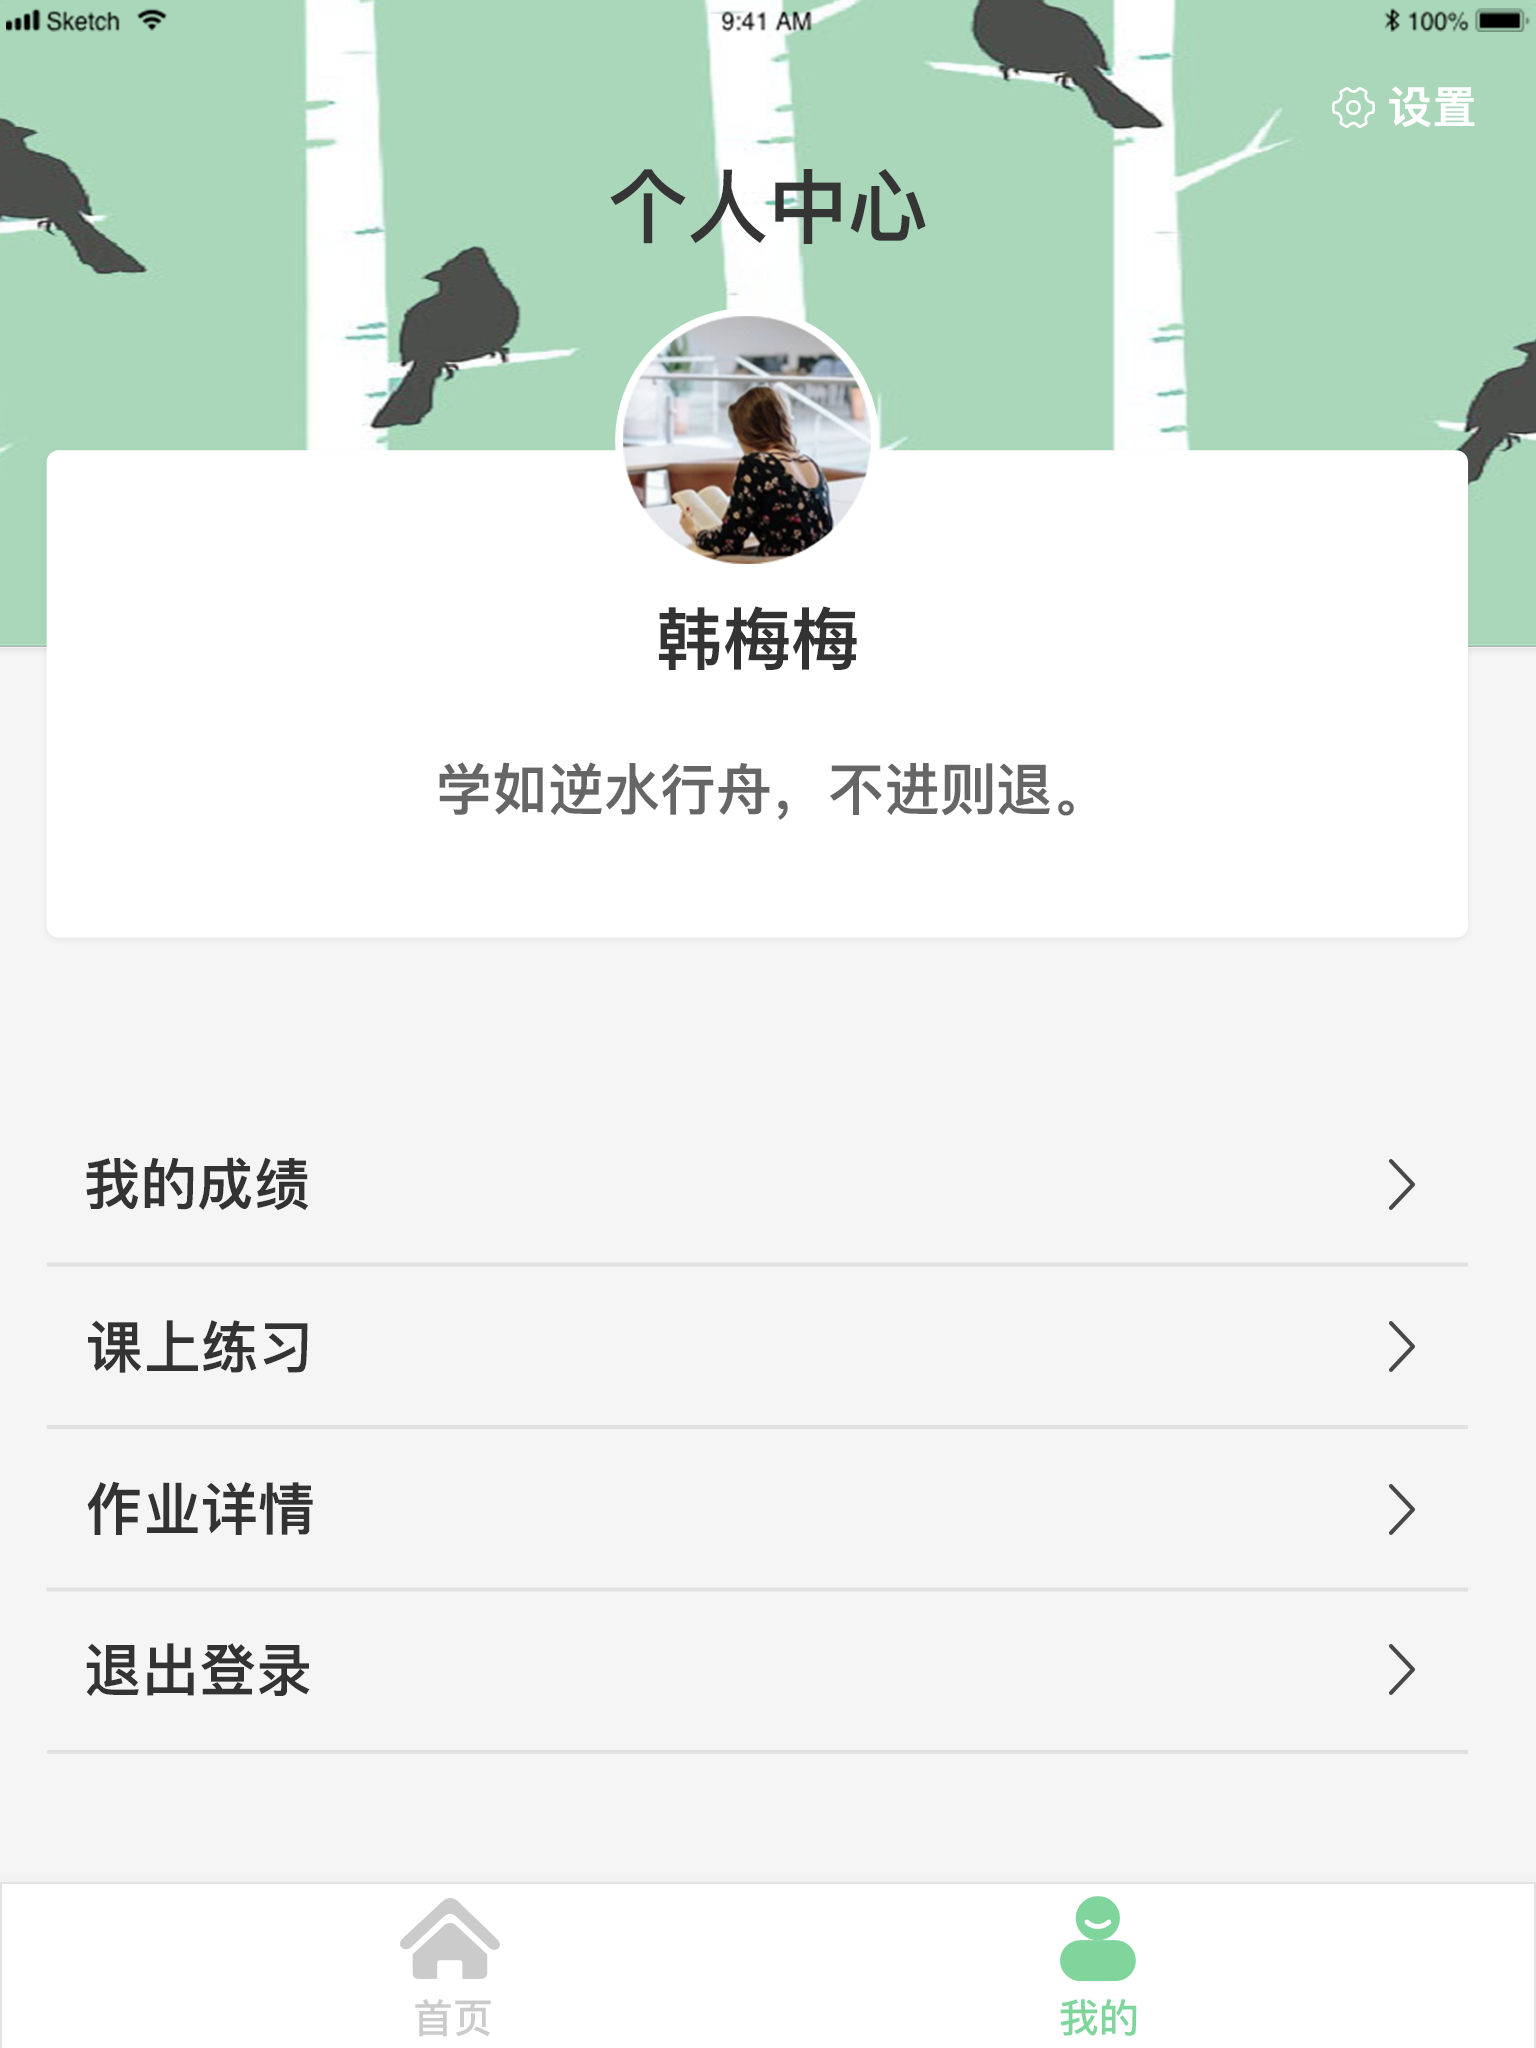 Sketch 9:41 AM 100%
设置
个人中心
韩梅梅
学如逆水行舟，不进则退。
我的成绩
课上练习
作业详情
退出登录
首页 我的